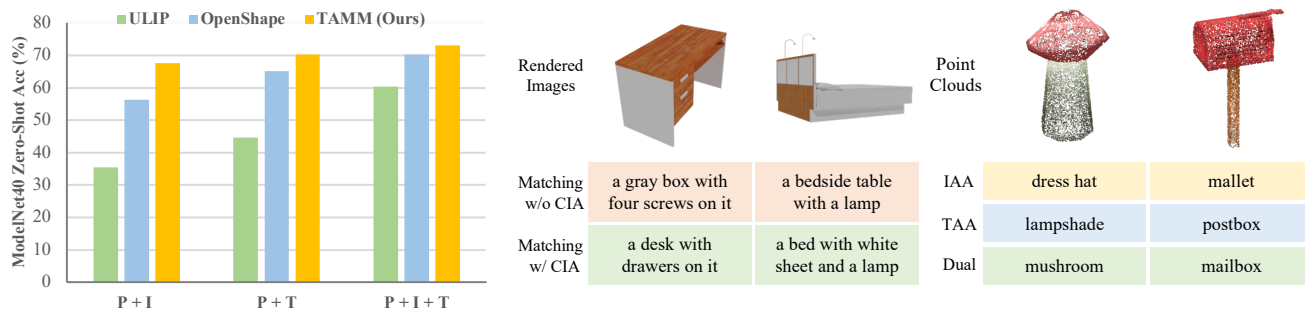 ULIP OpenShape TAMM (Ours)
ModelNet40 Zero-Shot Acc (%)
80
70
60
50
40
30
20
10
0
P + I P + T P + I + T
Rendered
Images
Matching
w/o CIA
a gray box with
four screws on it
a bedside table
with a lamp
Matching
w/ CIA
a desk with
drawers on it
a bed with white
sheet and a lamp
Point
Clouds
IAA dress hat mallet
TAA lampshade postbox
Dual mushroom mailbox